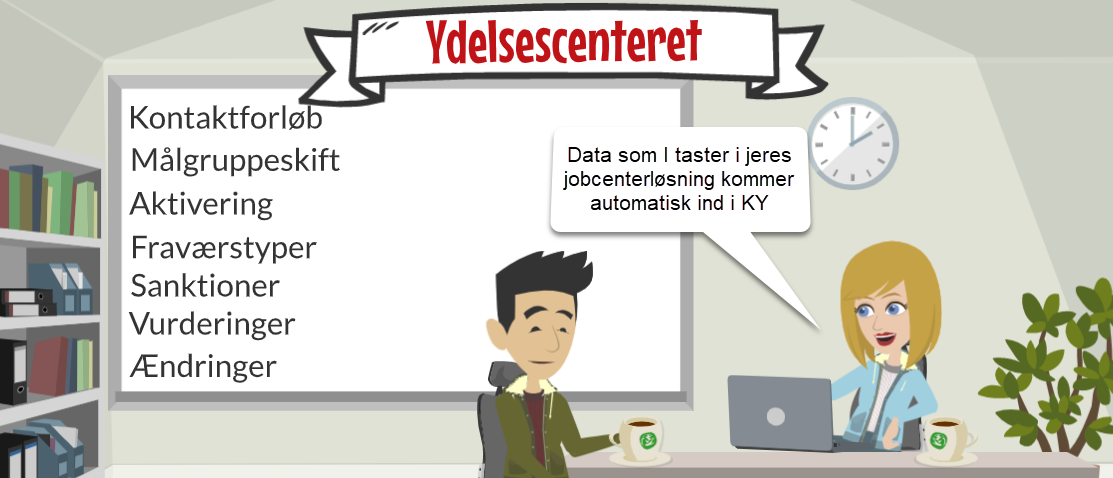 Ydelsescenteret
Kontaktforløb
Målgruppeskift
Aktivering
Fraværstyper
Sanktioner
Vurderinger
Ændringer
Data som I taster i jeres
jobcenterløsning kommer
automatisk ind i KY